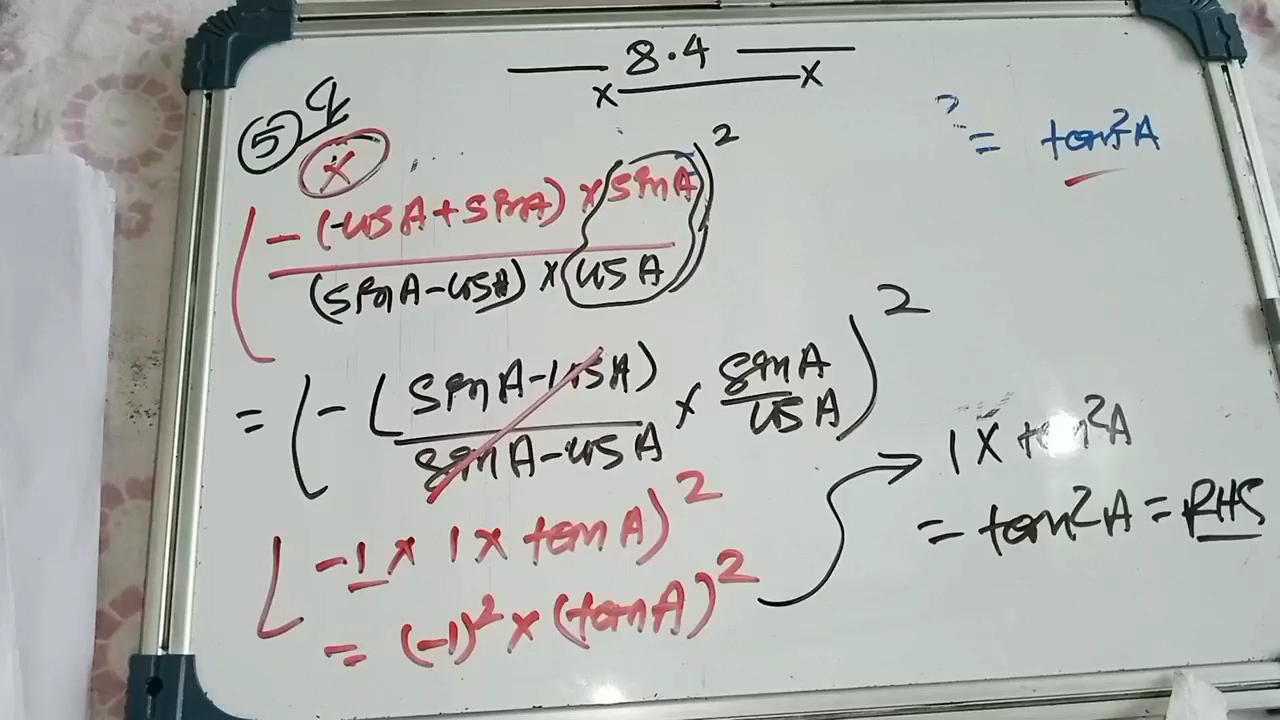 8.4
5 q
x
(-(-cosA+sinA) × sinA / (sinA-cosA) × cosA)²
? = tan²A
= (-(sinA-cosA) / sinA-cosA × sinA / cosA)²
(-1 × 1 × tanA)²
= (-1)² × (tanA)²
1 × tan²A
= tan²A = RHS